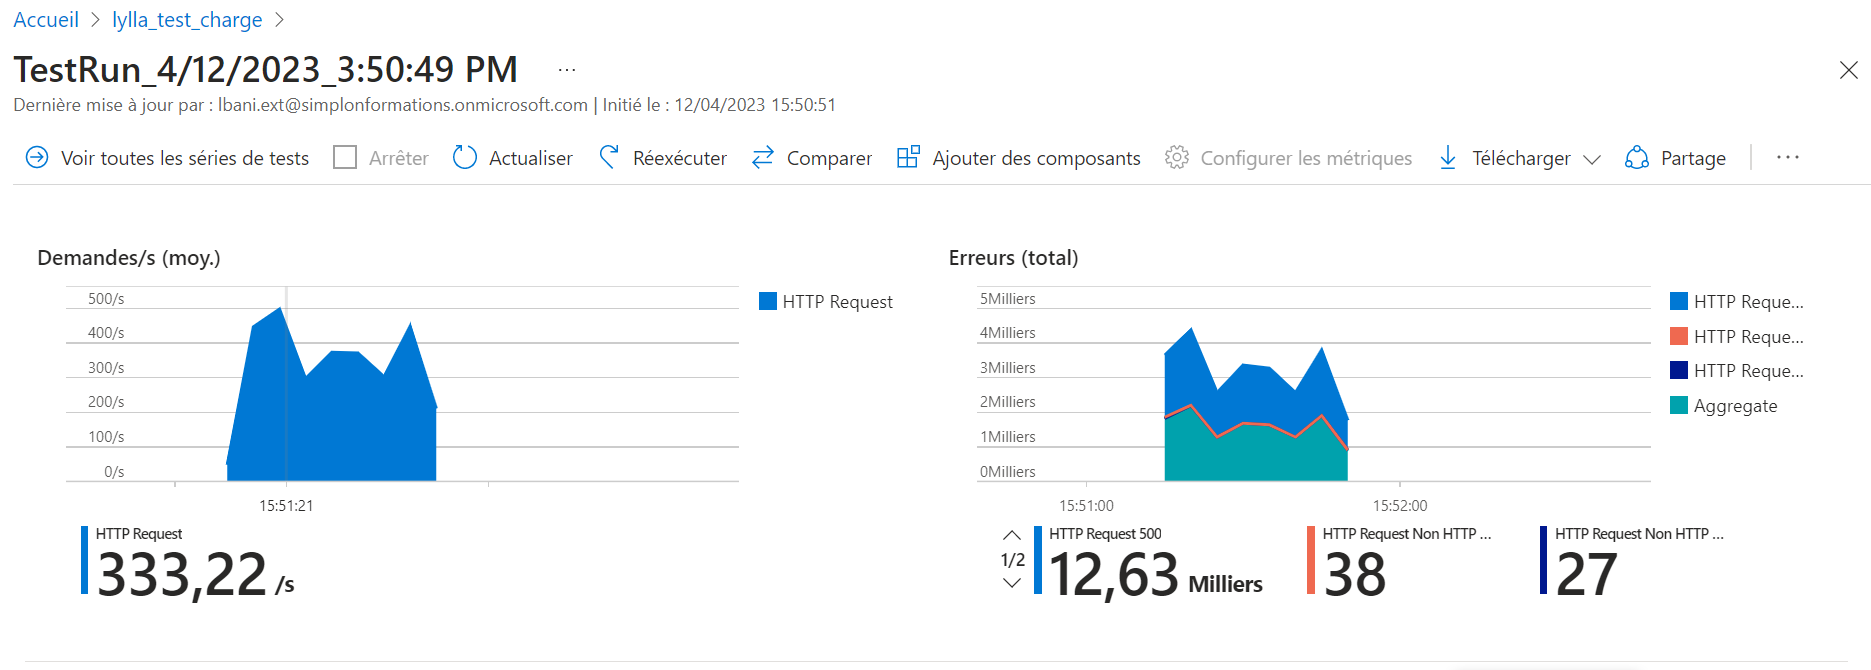 Accueil > lylla_test_charge >
TestRun_4/12/2023_3:50:49 PM ...
Dernière mise à jour par : lbani.ext@simplonformations.onmicrosoft.com | Initié le : 12/04/2023 15:50:51
Voir toutes les séries de tests Arrêter Actualiser Réexécuter Comparer Ajouter des composants Configurer les métriques Télécharger Partage ...
Demandes/s (moy.)
500/s
400/s
300/s
200/s
100/s
0/s
15:51:21
HTTP Request
HTTP Request
333,22 /s
Erreurs (total)
5Milliers
4Milliers
3Milliers
2Milliers
1Milliers
0Milliers
15:51:00 15:52:00
HTTP Reque...
HTTP Reque...
HTTP Reque...
Aggregate
1/2
HTTP Request 500
12,63 Milliers
HTTP Request Non HTTP ...
38
HTTP Request Non HTTP ...
27